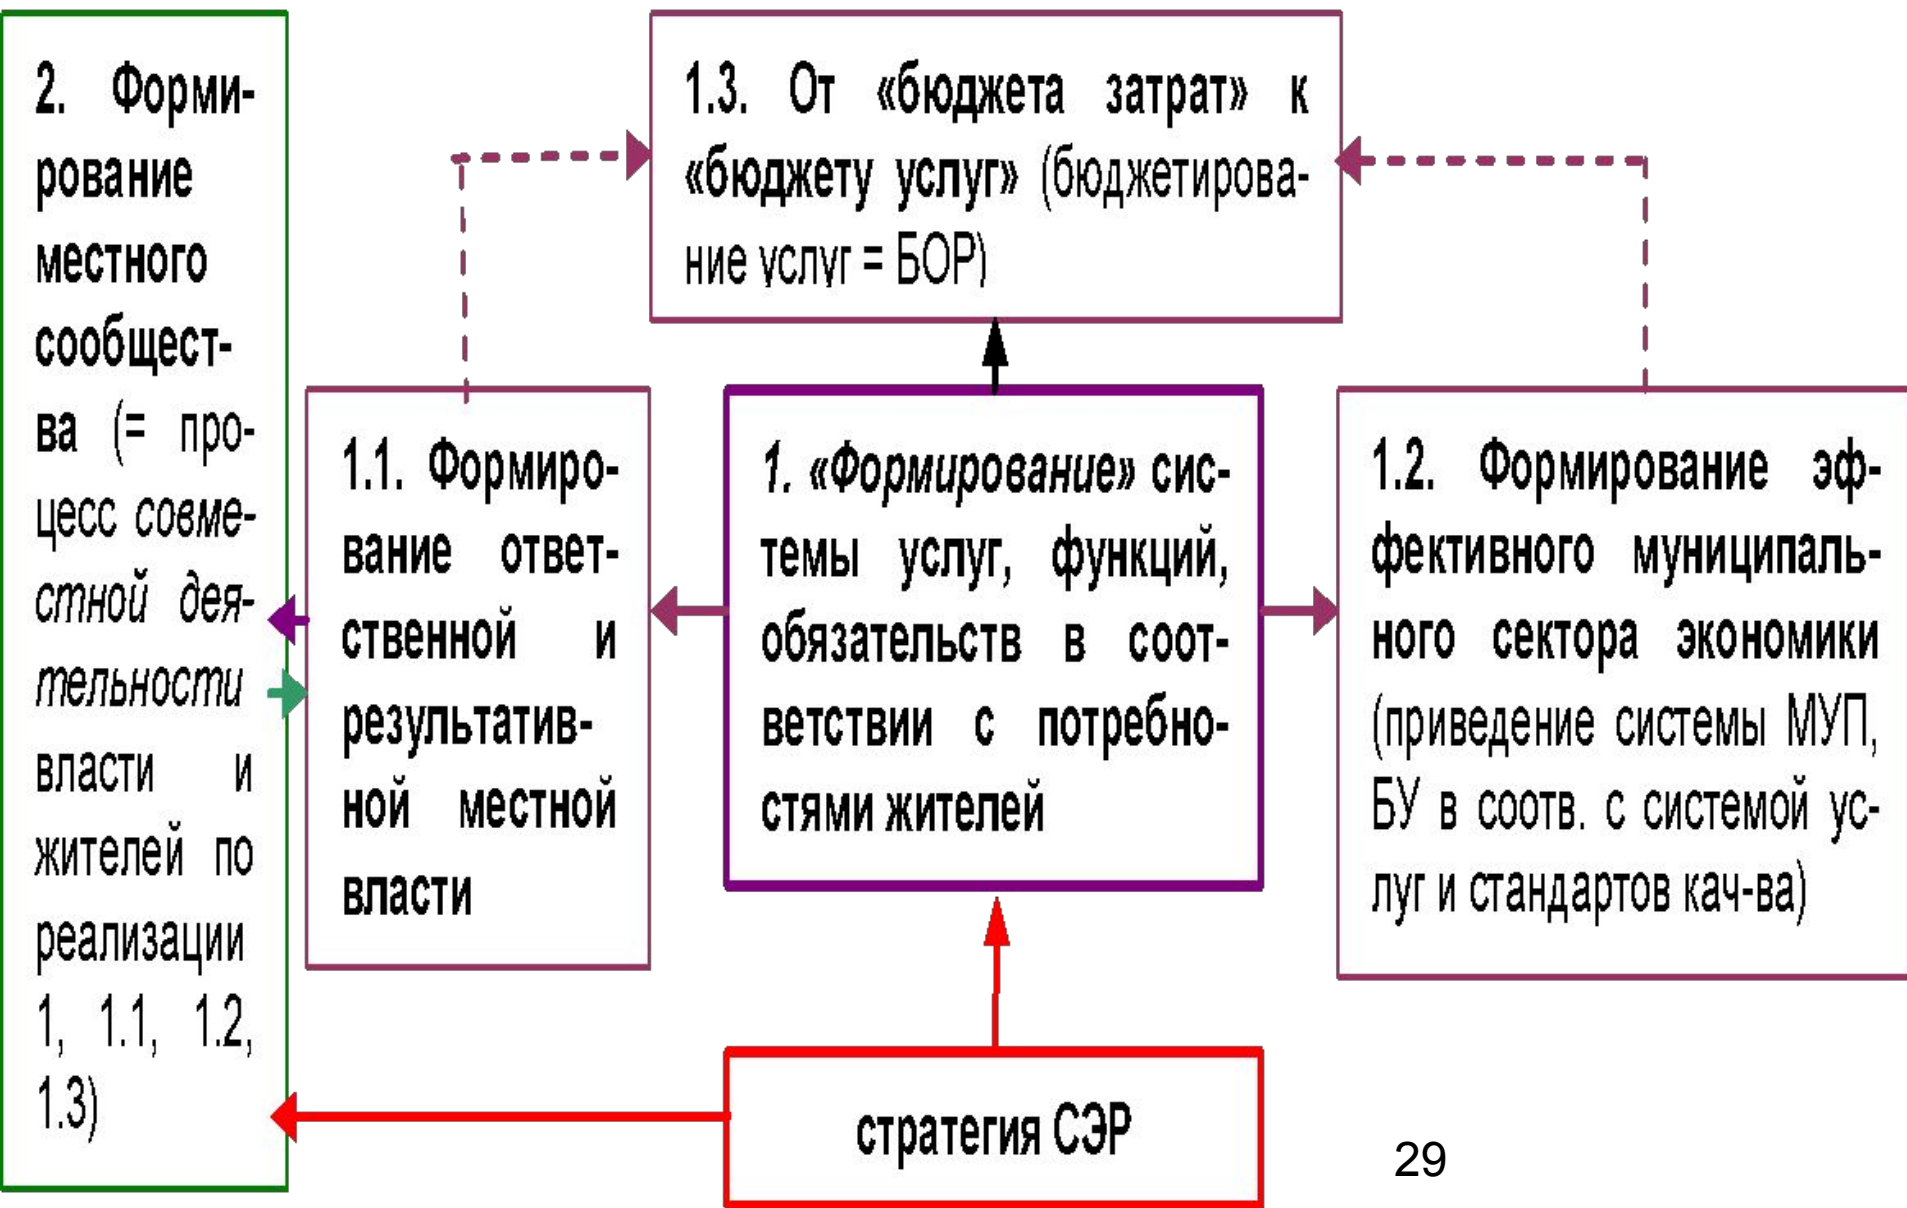 2. Форми-
рование
местного
сообщест-
ва (= про-
цесс совме-
стной дея-
тельности
власти и
жителей по
реализации
1, 1.1, 1.2,
1.3)
1.3. От «бюджета затрат» к
«бюджету услуг» (бюджетирова-
ние услуг = БОР)
1.1. Формиро-
вание ответ-
ственной и
результатив-
ной местной
власти
1. «Формирование» сис-
темы услуг, функций,
обязательств в соот-
ветствии с потребно-
стями жителей
1.2. Формирование эф-
фективного муниципаль-
ного сектора экономики
(приведение системы МУП,
БУ в соотв. с системой ус-
луг и стандартов кач-ва)
стратегия СЭР
29